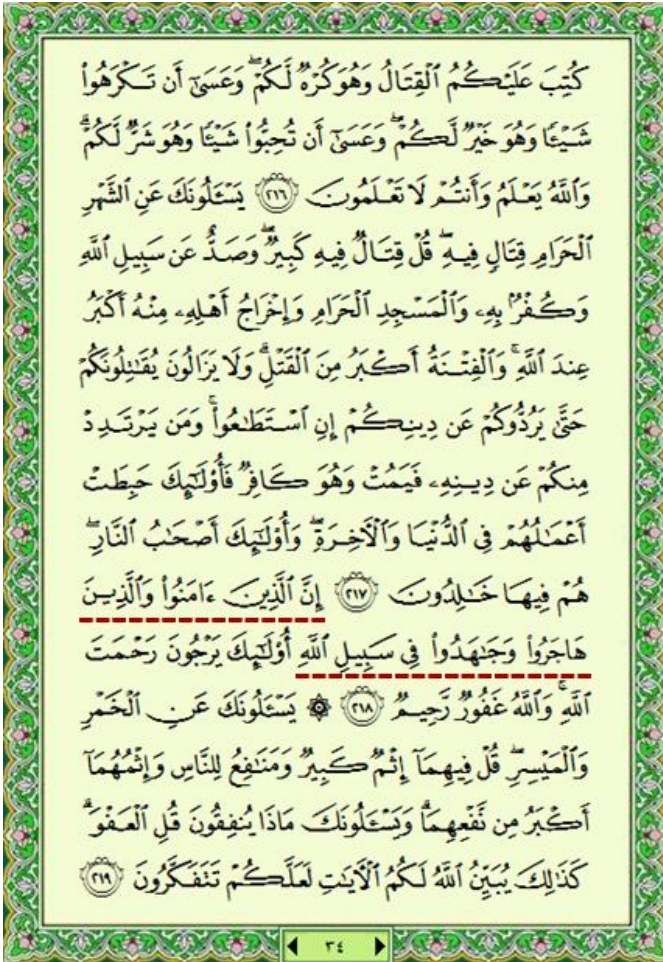 كُتِبَ عَلَيْكُمُ ٱلْقِتَالُ وَهُوَ كُرْهٌ لَّكُمْ ۖ وَعَسَىٰٓ أَن تَكْرَهُوا۟
شَيْـًٔا وَهُوَ خَيْرٌ لَّكُمْ ۖ وَعَسَىٰٓ أَن تُحِبُّوا۟ شَيْـًٔا وَهُوَ شَرٌّ لَّكُمْ ۗ
وَٱللَّهُ يَعْلَمُ وَأَنتُمْ لَا تَعْلَمُونَ ﴿٢١٦﴾ يَسْـَٔلُونَكَ عَنِ ٱلشَّهْرِ
ٱلْحَرَامِ قِتَالٍ فِيهِ ۖ قُلْ قِتَالٌ فِيهِ كَبِيرٌ ۖ وَصَدٌّ عَن سَبِيلِ ٱللَّهِ
وَكُفْرٌۢ بِهِۦ وَٱلْمَسْجِدِ ٱلْحَرَامِ وَإِخْرَاجُ أَهْلِهِۦ مِنْهُ أَكْبَرُ
عِندَ ٱللَّهِ ۚ وَٱلْفِتْنَةُ أَكْبَرُ مِنَ ٱلْقَتْلِ ۗ وَلَا يَزَالُونَ يُقَـٰتِلُونَكُمْ
حَتَّىٰ يَرُدُّوكُمْ عَن دِينِكُمْ إِنِ ٱسْتَطَـٰعُوا۟ ۚ وَمَن يَرْتَدِدْ
مِنكُمْ عَن دِينِهِۦ فَيَمُتْ وَهُوَ كَافِرٌ فَأُو۟لَـٰٓئِكَ حَبِطَتْ
أَعْمَـٰلُهُمْ فِى ٱلدُّنْيَا وَٱلْـَٔاخِرَةِ ۖ وَأُو۟لَـٰٓئِكَ أَصْحَـٰبُ ٱلنَّارِ ۖ
هُمْ فِيهَا خَـٰلِدُونَ ﴿٢١٧﴾ إِنَّ ٱلَّذِينَ ءَامَنُوا۟ وَٱلَّذِينَ
هَاجَرُوا۟ وَجَـٰهَدُوا۟ فِى سَبِيلِ ٱللَّهِ أُو۟لَـٰٓئِكَ يَرْجُونَ رَحْمَتَ
ٱللَّهِ ۚ وَٱللَّهُ غَفُورٌ رَّحِيمٌ ﴿٢١٨﴾ ۞ يَسْـَٔلُونَكَ عَنِ ٱلْخَمْرِ
وَٱلْمَيْسِرِ ۖ قُلْ فِيهِمَآ إِثْمٌ كَبِيرٌ وَمَنَـٰفِعُ لِلنَّاسِ وَإِثْمُهُمَآ
أَكْبَرُ مِن نَّفْعِهِمَا ۗ وَيَسْـَٔلُونَكَ مَاذَا يُنفِقُونَ قُلِ ٱلْعَفْوَ ۗ
كَذَٰلِكَ يُبَيِّنُ ٱللَّهُ لَكُمُ ٱلْـَٔايَـٰتِ لَعَلَّكُمْ تَتَفَكَّرُونَ ﴿٢١٩﴾
٣٤